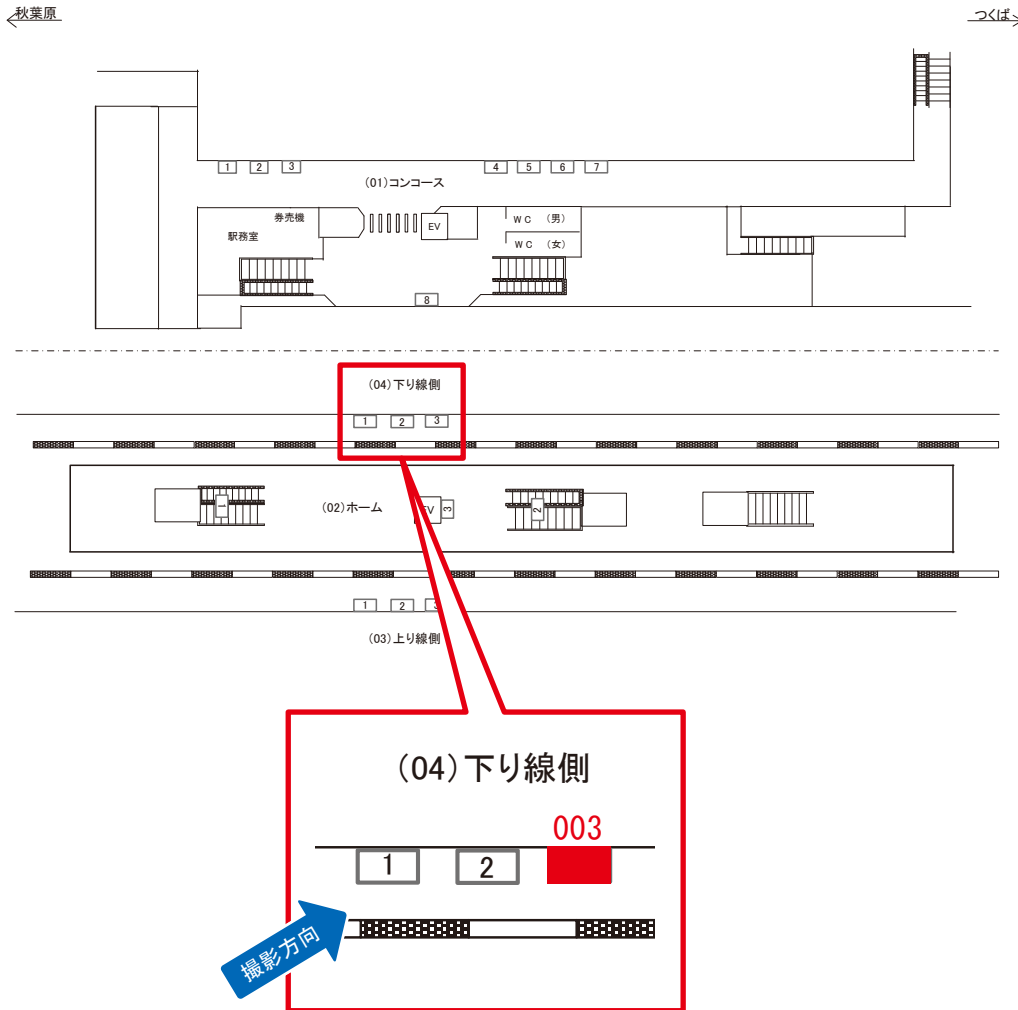 秋葉原
つくば
1 2 3
4 5 6 7
(01)コンコース
券売機
駅務室
EV
WC (男)
WC (女)
8
(04)下り線側
1 2 3
1
(02)ホーム
EV
3
2
1 2 3
(03)上り線側
(04)下り線側
003
1 2
撮影方向